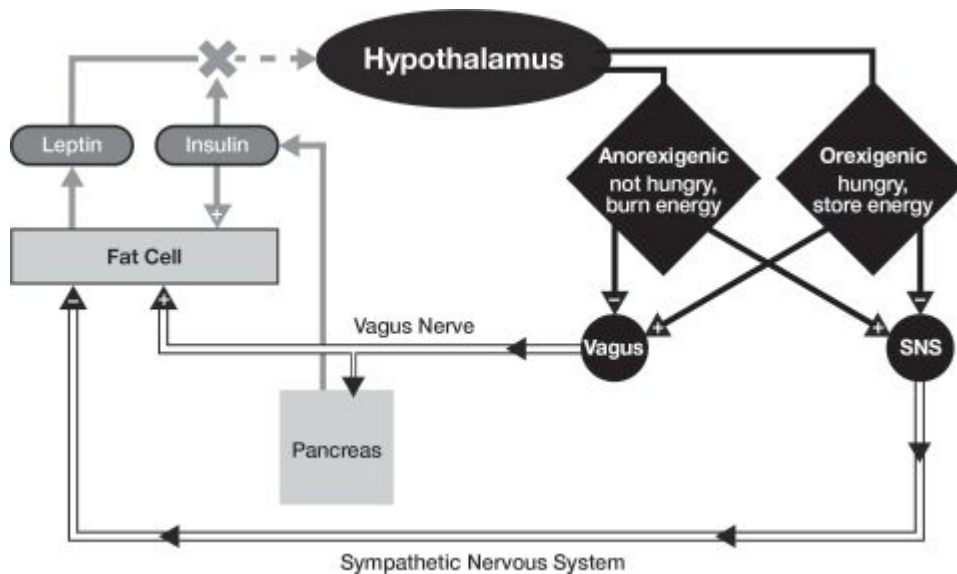 Hypothalamus
Leptin
Insulin
Anorexigenic
not hungry,
burn energy
Orexigenic
hungry,
store energy
+
Fat Cell
-
+
-
+
+
-
Vagus Nerve
Vagus
SNS
Pancreas
Sympathetic Nervous System